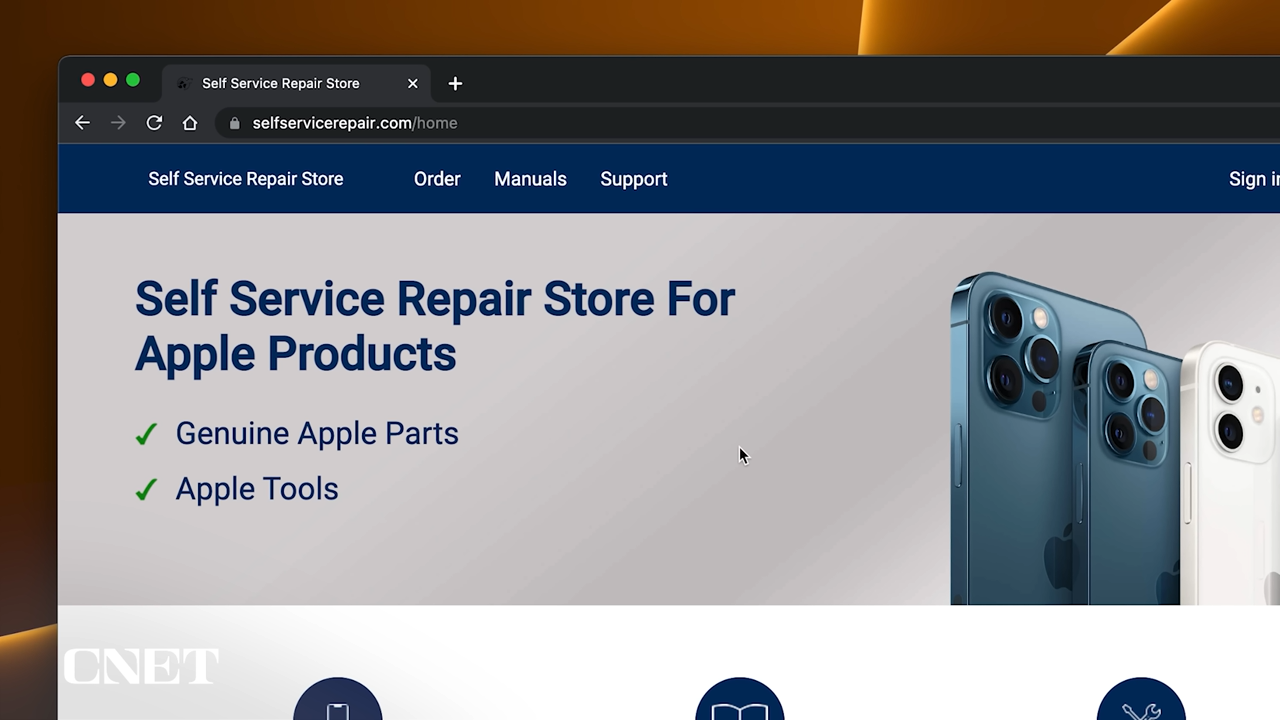 Self Service Repair Store
selfservicerepair.com/home
Self Service Repair Store Order Manuals Support Sign in
Self Service Repair Store For
Apple Products
✓ Genuine Apple Parts
✓ Apple Tools
CNET